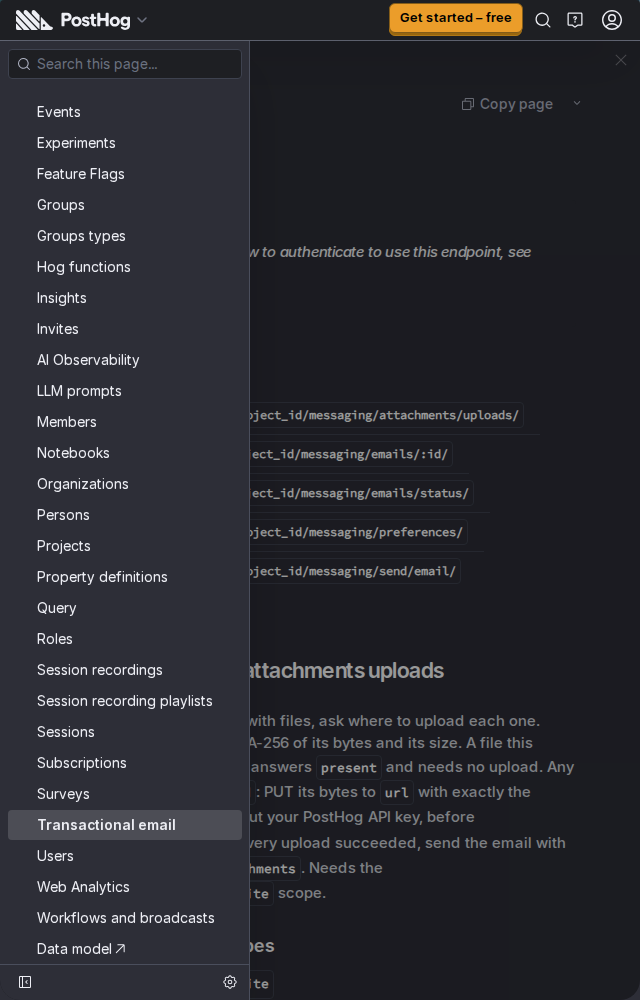 PostHog
Get started – free
Search this page...
Copy page
Events
Experiments
Feature Flags
Groups
Groups types
Hog functions
Insights
Invites
AI Observability
LLM prompts
Members
Notebooks
Organizations
Persons
Projects
Property definitions
Query
Roles
Session recordings
Session recording playlists
Sessions
Subscriptions
Surveys
Transactional email
Users
Web Analytics
Workflows and broadcasts
Data model
w to authenticate to use this endpoint, see
oject_id/messaging/attachments/uploads/
ject_id/messaging/emails/:id/
ject_id/messaging/emails/status/
oject_id/messaging/preferences/
oject_id/messaging/send/email/
attachments uploads
with files, ask where to upload each one.
A-256 of its bytes and its size. A file this
answers present and needs no upload. Any
: PUT its bytes to url with exactly the
ut your PostHog API key, before
very upload succeeded, send the email with
hments. Needs the
ite scope.
pes
ite